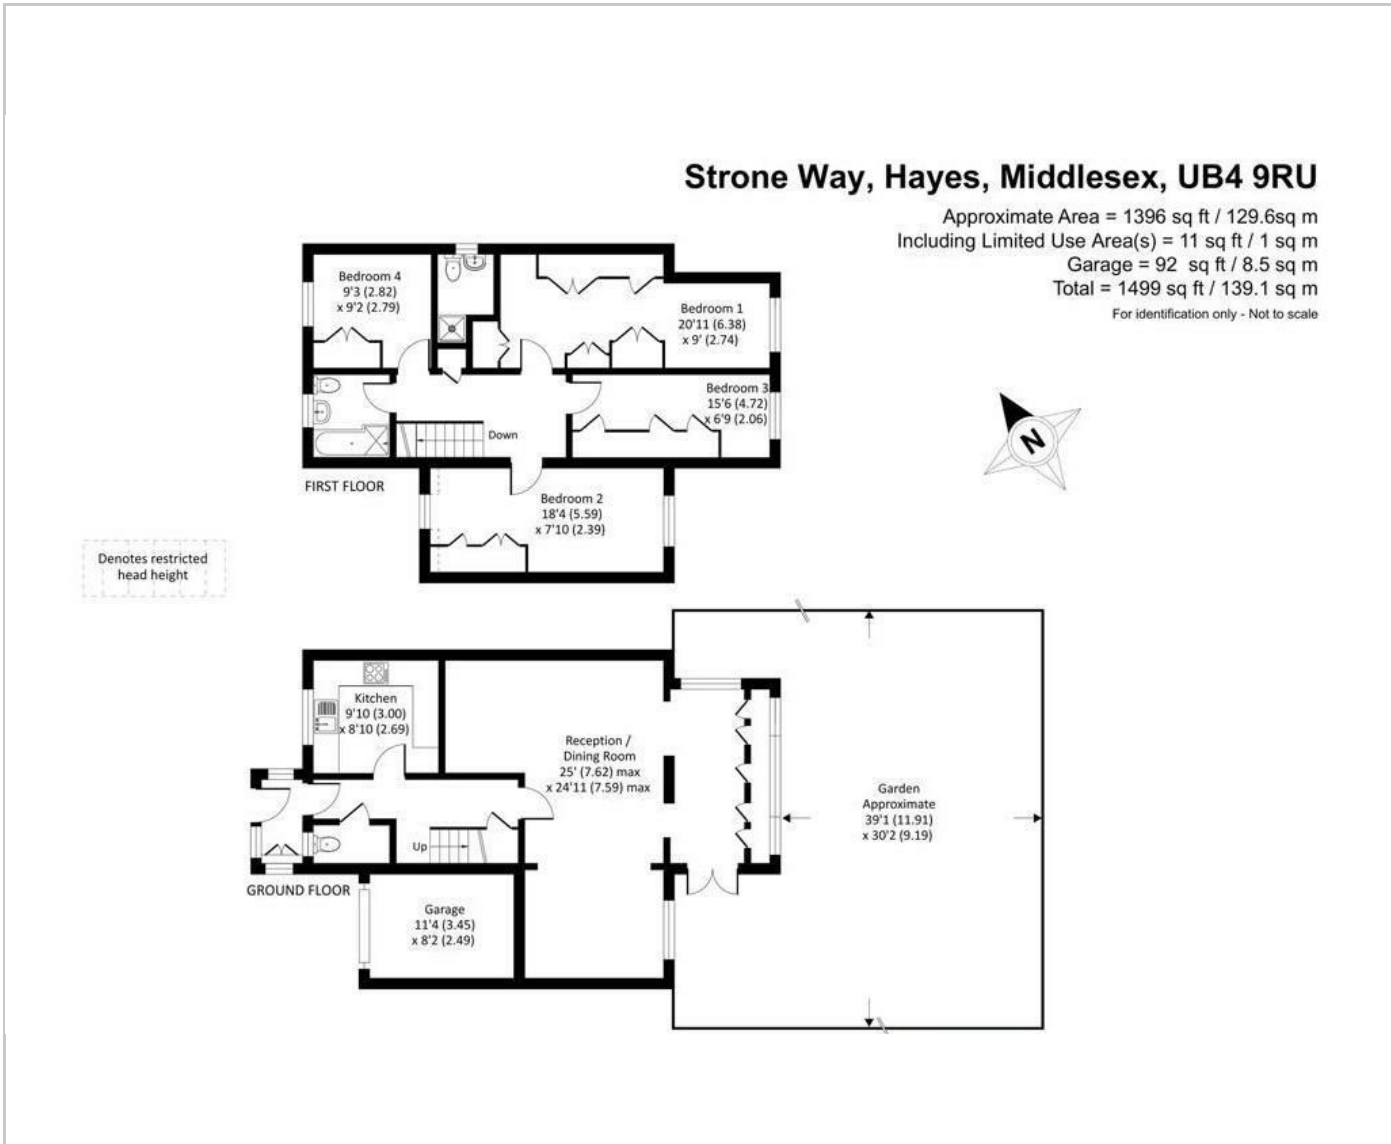 Strone Way, Hayes, Middlesex, UB4 9RU
Approximate Area = 1396 sq ft / 129.6sq m
Including Limited Use Area(s) = 11 sq ft / 1 sq m
Garage = 92 sq ft / 8.5 sq m
Total = 1499 sq ft / 139.1 sq m
For identification only - Not to scale
Bedroom 4
9'3 (2.82)
x 9'2 (2.79)
Bedroom 1
20'11 (6.38)
x 9' (2.74)
Bedroom 3
15'6 (4.72)
x 6'9 (2.06)
Down
FIRST FLOOR
Bedroom 2
18'4 (5.59)
x 7'10 (2.39)
N
Denotes restricted
head height
Kitchen
9'10 (3.00)
x 8'10 (2.69)
Reception /
Dining Room
25' (7.62) max
x 24'11 (7.59) max
Garden
Approximate
39'1 (11.91)
x 30'2 (9.19)
Up
GROUND FLOOR
Garage
11'4 (3.45)
x 8'2 (2.49)